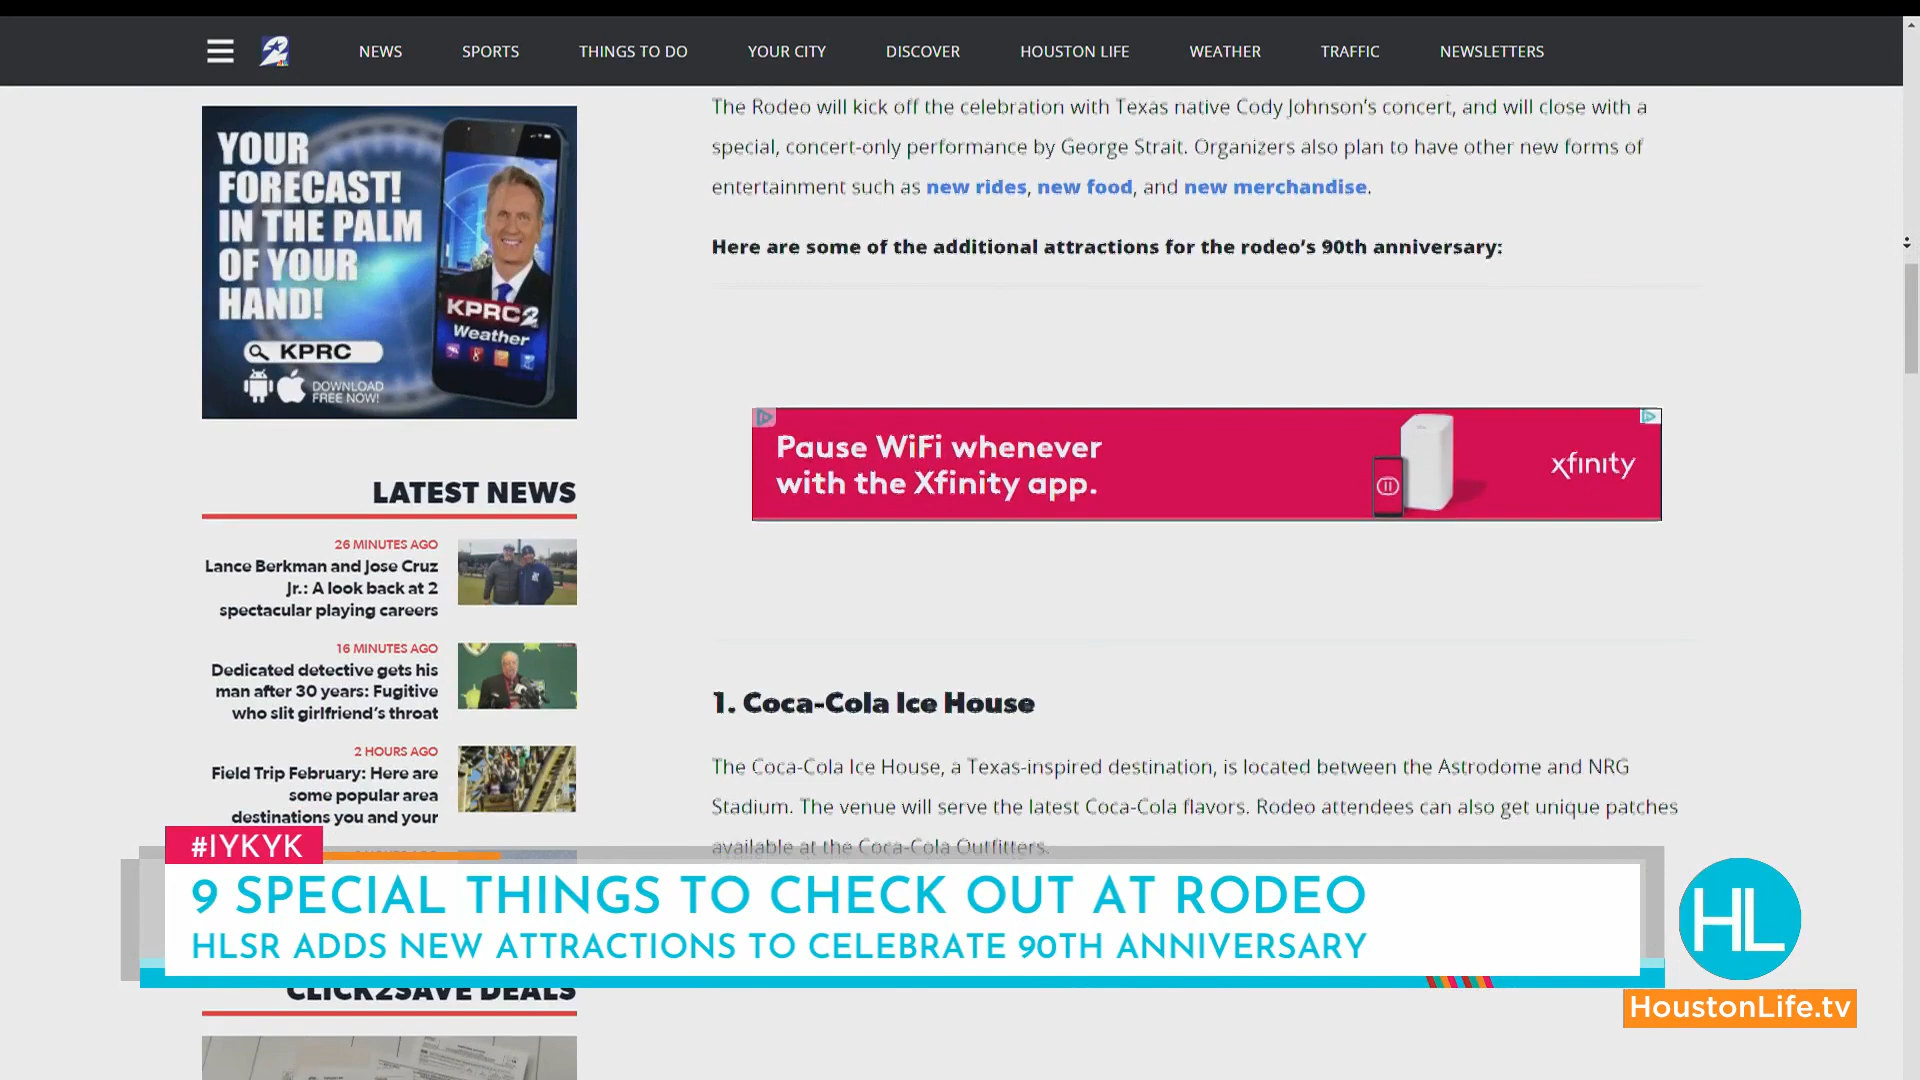 NEWS SPORTS THINGS TO DO YOUR CITY DISCOVER HOUSTON LIFE WEATHER TRAFFIC NEWSLETTERS
2
YOUR
FORECAST!
IN THE PALM
OF YOUR
HAND!
KPRC
DOWNLOAD
FREE NOW!
KPRC2
Weather
The Rodeo will kick off the celebration with Texas native Cody Johnson's concert, and will close with a
special, concert-only performance by George Strait. Organizers also plan to have other new forms of
entertainment such as new rides, new food, and new merchandise.
Here are some of the additional attractions for the rodeo's 90th anniversary:
Pause WiFi whenever
with the Xfinity app.
xfinity
LATEST NEWS
26 MINUTES AGO
Lance Berkman and Jose Cruz
Jr.: A look back at 2
spectacular playing careers
16 MINUTES AGO
Dedicated detective gets his
man after 30 years: Fugitive
who slit girlfriend's throat
2 HOURS AGO
Field Trip February: Here are
some popular area
destinations you and your
1. Coca-Cola Ice House
The Coca-Cola Ice House, a Texas-inspired destination, is located between the Astrodome and NRG
Stadium. The venue will serve the latest Coca-Cola flavors. Rodeo attendees can also get unique patches
available at the Coca-Cola Outfitters.
#IYKYK
9 SPECIAL THINGS TO CHECK OUT AT RODEO
HLSR ADDS NEW ATTRACTIONS TO CELEBRATE 90TH ANNIVERSARY
HL
HoustonLife.tv
CLICK2SAVE DEALS